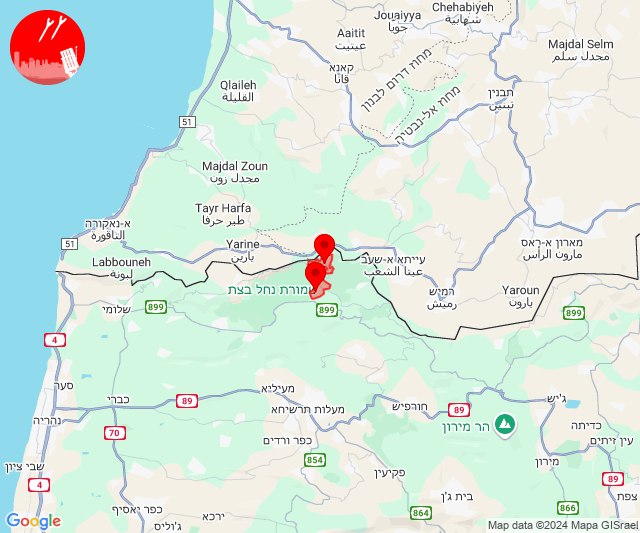 Chehabiyeh
شهابية
Jouaiyya
جويا
Aaitit
عيتيت
Majdal Selm
מחוז דרום לבנון
קאנא
قانا
مجدل سلم
Qlaileh
القليلة
מחוז אל-נבטיה
תבנין
تبنين
51
Majdal Zoun
مجدل زون
Tayr Harfa
طير حرفا
א-נאקורה
الناقورة
51
Yarine
يارين
עייתא א-שעב
عيتا الشعب
מארון א-ראס
مارون الراس
Labbouneh
لبونة
שמורת נחל בצת
רמיש
رميش
Yaroun
يارون
899
שלומי
899
899
4
סער
כברי
89
מעיליא
מעלות תרשיחא
חורפיש
89
ג'יש
נהריה
70
הר מירון
כדיתה
כפר ורדים
עין זיתים
שבי ציון
4
854
פקיעין
מירון
89
כפר יאסיף
בית ג'ן
צפת
866
864
ירכא
ג'וליס
Google
Map data ©2024 Mapa GISrael